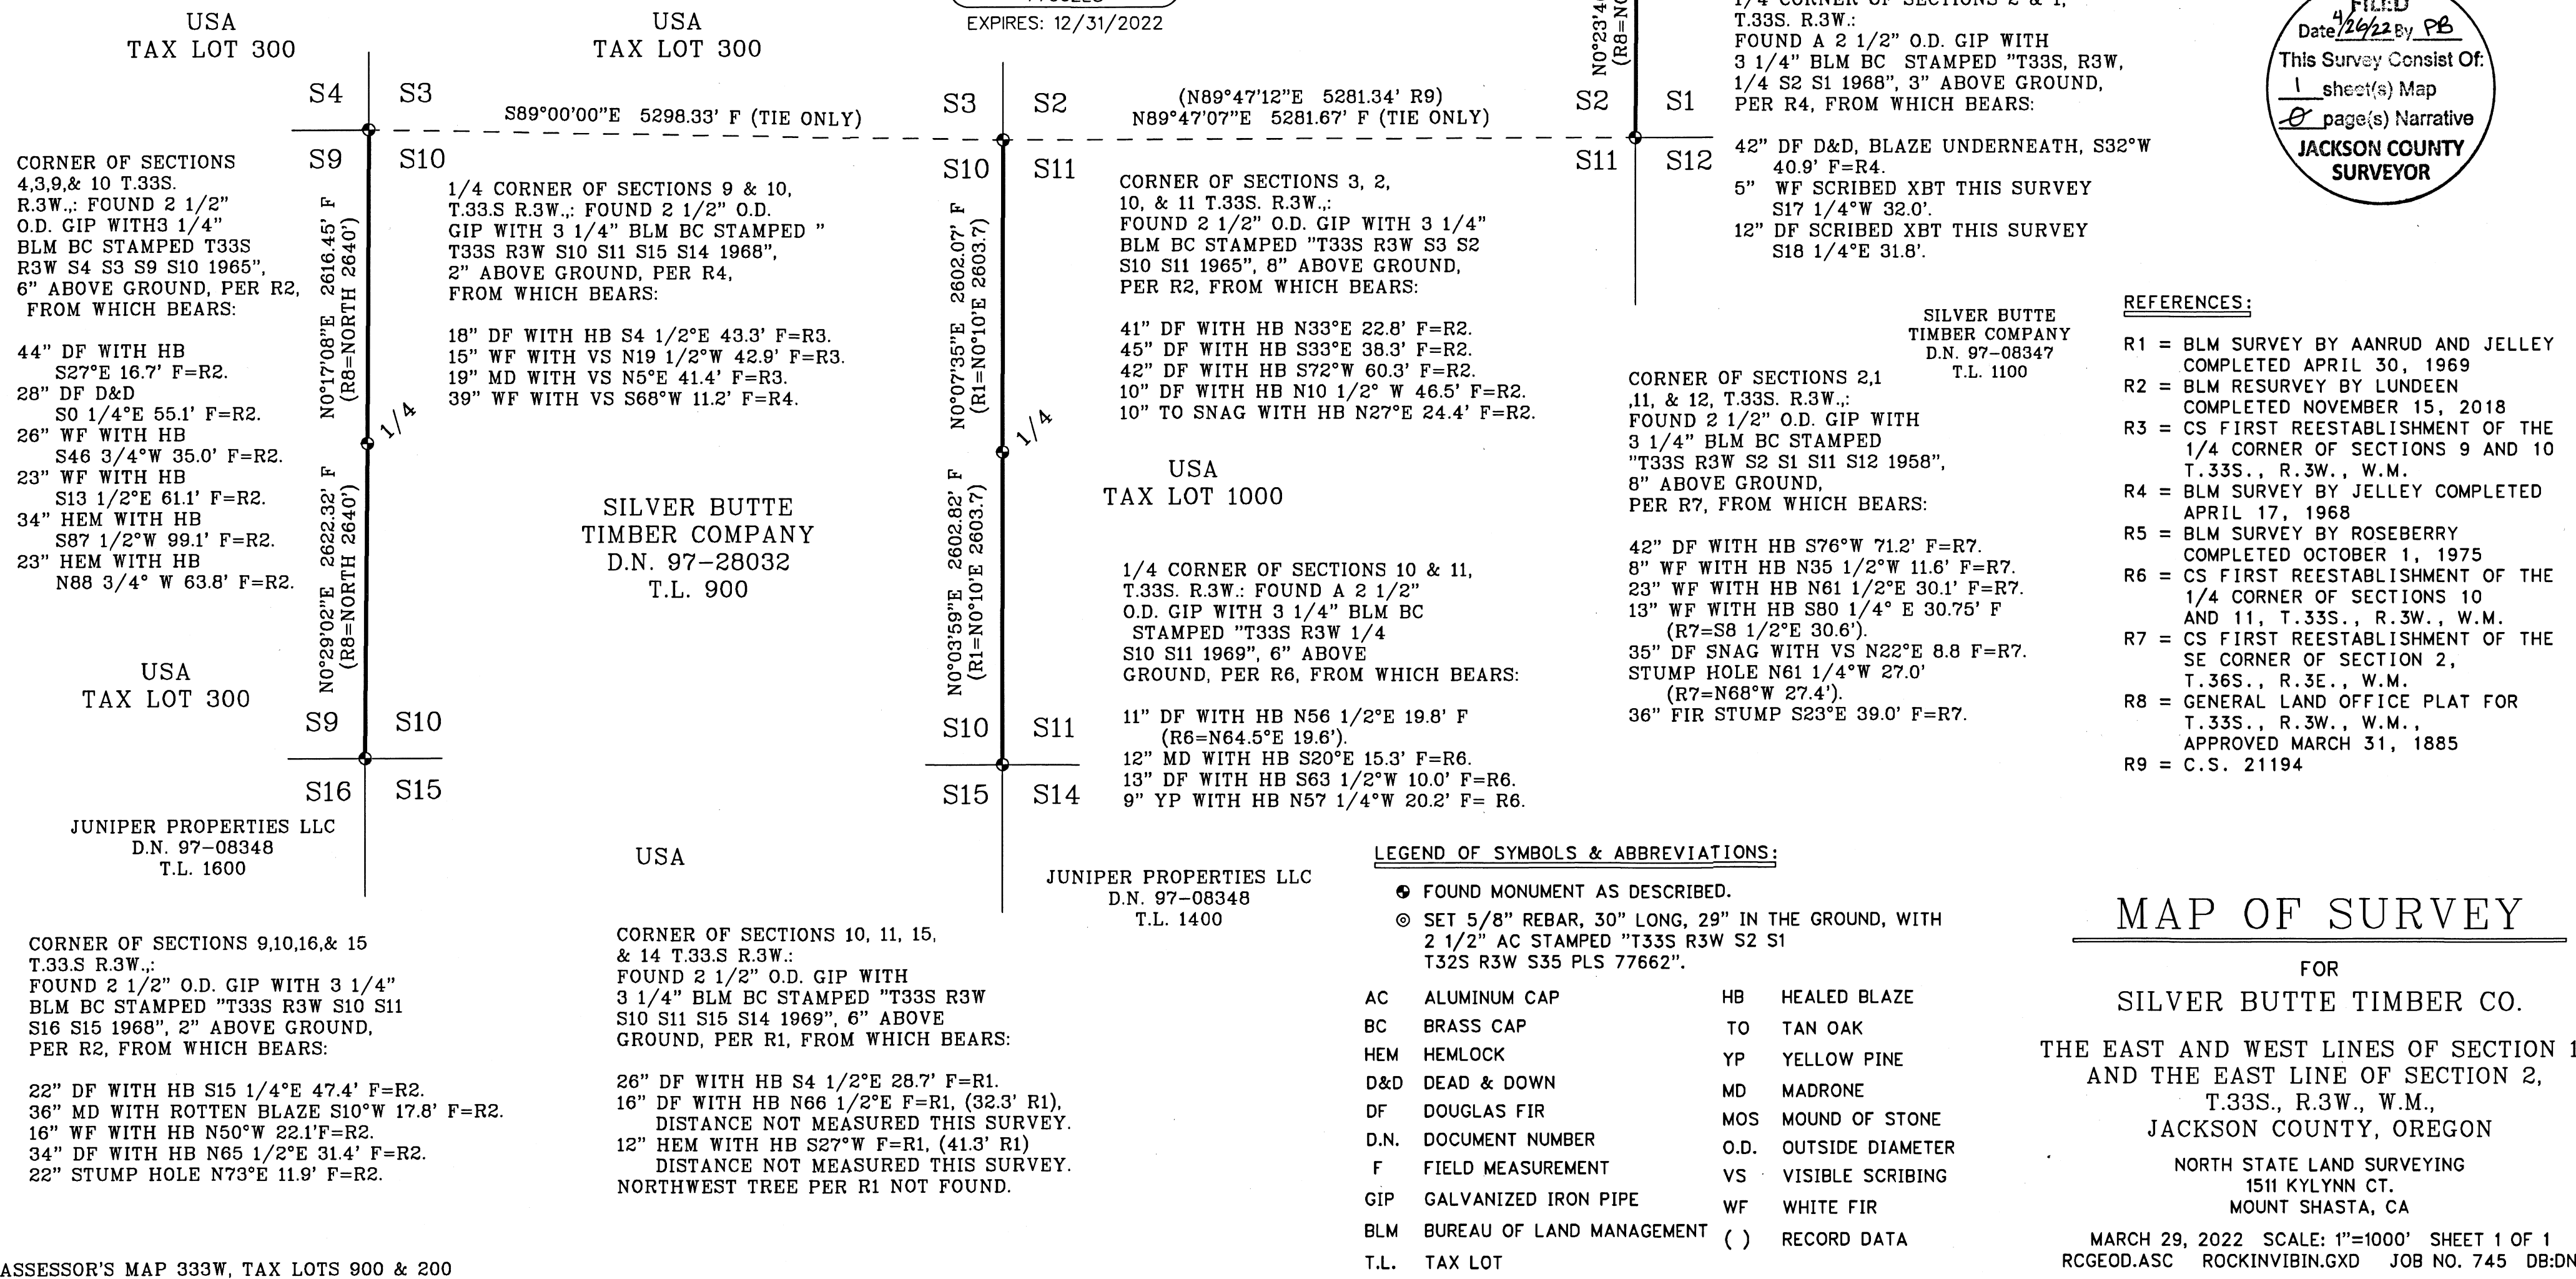 USA
TAX LOT 300
USA
TAX LOT 300
EXPIRES: 12/31/2022
S4
S3
S89°00'00"E 5298.33' F (TIE ONLY)
S3
S2
(N89°47'12"E 5281.34' R9)
N89°47'07"E 5281.67' F (TIE ONLY)
S2
S1
S9
S10
S10
S11
S11
S12
T.33S. R.3W.:
FOUND A 2 1/2" O.D. GIP WITH
3 1/4" BLM BC STAMPED "T33S, R3W,
1/4 S2 S1 1968", 3" ABOVE GROUND,
PER R4, FROM WHICH BEARS:
42" DF D&D, BLAZE UNDERNEATH, S32°W
40.9' F=R4.
5" WF SCRIBED XBT THIS SURVEY
S17 1/4°W 32.0'.
12" DF SCRIBED XBT THIS SURVEY
S18 1/4°E 31.8'.
FILED
Date 4/26/22 By PB
This Survey Consist Of:
1 sheet(s) Map
0 page(s) Narrative
JACKSON COUNTY
SURVEYOR
CORNER OF SECTIONS
4,3,9,& 10 T.33S.
R.3W.,: FOUND 2 1/2"
O.D. GIP WITH3 1/4"
BLM BC STAMPED T33S
R3W S4 S3 S9 S10 1965",
6" ABOVE GROUND, PER R2,
FROM WHICH BEARS:
44" DF WITH HB
S27°E 16.7' F=R2.
28" DF D&D
S0 1/4°E 55.1' F=R2.
26" WF WITH HB
S46 3/4°W 35.0' F=R2.
23" WF WITH HB
S13 1/2°E 61.1' F=R2.
34" HEM WITH HB
S87 1/2°W 99.1' F=R2.
23" HEM WITH HB
N88 3/4° W 63.8' F=R2.
N0°17'08"E 2616.45' F
(R8=NORTH 2640')
1/4
N0°29'02"E 2622.32' F
(R8=NORTH 2640')
1/4 CORNER OF SECTIONS 9 & 10,
T.33.S R.3W.,: FOUND 2 1/2" O.D.
GIP WITH 3 1/4" BLM BC STAMPED "
T33S R3W S10 S11 S15 S14 1968",
2" ABOVE GROUND, PER R4,
FROM WHICH BEARS:
18" DF WITH HB S4 1/2°E 43.3' F=R3.
15" WF WITH VS N19 1/2°W 42.9' F=R3.
19" MD WITH VS N5°E 41.4' F=R3.
39" WF WITH VS S68°W 11.2' F=R4.
SILVER BUTTE
TIMBER COMPANY
D.N. 97-28032
T.L. 900
N0°07'35"E 2602.07' F
(R1=N0°10'E 2603.7)
1/4
N0°03'59"E 2602.82' F
(R1=N0°10'E 2603.7)
CORNER OF SECTIONS 3, 2,
10, & 11 T.33S. R.3W.,:
FOUND 2 1/2" O.D. GIP WITH 3 1/4"
BLM BC STAMPED "T33S R3W S3 S2
S10 S11 1965", 8" ABOVE GROUND,
PER R2, FROM WHICH BEARS:
41" DF WITH HB N33°E 22.8' F=R2.
45" DF WITH HB S33°E 38.3' F=R2.
42" DF WITH HB S72°W 60.3' F=R2.
10" DF WITH HB N10 1/2° W 46.5' F=R2.
10" TO SNAG WITH HB N27°E 24.4' F=R2.
USA
TAX LOT 1000
1/4 CORNER OF SECTIONS 10 & 11,
T.33S. R.3W.: FOUND A 2 1/2"
O.D. GIP WITH 3 1/4" BLM BC
STAMPED "T33S R3W 1/4
S10 S11 1969", 6" ABOVE
GROUND, PER R6, FROM WHICH BEARS:
11" DF WITH HB N56 1/2°E 19.8' F
(R6=N64.5°E 19.6').
12" MD WITH HB S20°E 15.3' F=R6.
13" DF WITH HB S63 1/2°W 10.0' F=R6.
9" YP WITH HB N57 1/4°W 20.2' F= R6.
SILVER BUTTE
TIMBER COMPANY
D.N. 97-08347
T.L. 1100
CORNER OF SECTIONS 2,1
,11, & 12, T.33S. R.3W.,:
FOUND 2 1/2" O.D. GIP WITH
3 1/4" BLM BC STAMPED
"T33S R3W S2 S1 S11 S12 1958",
8" ABOVE GROUND,
PER R7, FROM WHICH BEARS:
42" DF WITH HB S76°W 71.2' F=R7.
8" WF WITH HB N35 1/2°W 11.6' F=R7.
23" WF WITH HB N61 1/2°E 30.1' F=R7.
13" WF WITH HB S80 1/4° E 30.75' F
(R7=S8 1/2°E 30.6').
35" DF SNAG WITH VS N22°E 8.8 F=R7.
STUMP HOLE N61 1/4°W 27.0'
(R7=N68°W 27.4').
36" FIR STUMP S23°E 39.0' F=R7.
REFERENCES:
R1 = BLM SURVEY BY AANRUD AND JELLEY
COMPLETED APRIL 30, 1969
R2 = BLM RESURVEY BY LUNDEEN
COMPLETED NOVEMBER 15, 2018
R3 = CS FIRST REESTABLISHMENT OF THE
1/4 CORNER OF SECTIONS 9 AND 10
T.33S., R.3W., W.M.
R4 = BLM SURVEY BY JELLEY COMPLETED
APRIL 17, 1968
R5 = BLM SURVEY BY ROSEBERRY
COMPLETED OCTOBER 1, 1975
R6 = CS FIRST REESTABLISHMENT OF THE
1/4 CORNER OF SECTIONS 10
AND 11, T.33S., R.3W., W.M.
R7 = CS FIRST REESTABLISHMENT OF THE
SE CORNER OF SECTION 2,
T.36S., R.3E., W.M.
R8 = GENERAL LAND OFFICE PLAT FOR
T.33S., R.3W., W.M.,
APPROVED MARCH 31, 1885
R9 = C.S. 21194
USA
TAX LOT 300
S9
S10
S16
S15
S10
S11
S15
S14
JUNIPER PROPERTIES LLC
D.N. 97-08348
T.L. 1600
USA
JUNIPER PROPERTIES LLC
D.N. 97-08348
T.L. 1400
CORNER OF SECTIONS 9,10,16,& 15
T.33.S R.3W.,:
FOUND 2 1/2" O.D. GIP WITH 3 1/4"
BLM BC STAMPED "T33S R3W S10 S11
S16 S15 1968", 2" ABOVE GROUND,
PER R2, FROM WHICH BEARS:
22" DF WITH HB S15 1/4°E 47.4' F=R2.
36" MD WITH ROTTEN BLAZE S10°W 17.8' F=R2.
16" WF WITH HB N50°W 22.1'F=R2.
34" DF WITH HB N65 1/2°E 31.4' F=R2.
22" STUMP HOLE N73°E 11.9' F=R2.
CORNER OF SECTIONS 10, 11, 15,
& 14 T.33.S R.3W.:
FOUND 2 1/2" O.D. GIP WITH
3 1/4" BLM BC STAMPED "T33S R3W
S10 S11 S15 S14 1969", 6" ABOVE
GROUND, PER R1, FROM WHICH BEARS:
26" DF WITH HB S4 1/2°E 28.7' F=R1.
16" DF WITH HB N66 1/2°E F=R1, (32.3' R1),
DISTANCE NOT MEASURED THIS SURVEY.
12" HEM WITH HB S27°W F=R1, (41.3' R1)
DISTANCE NOT MEASURED THIS SURVEY.
NORTHWEST TREE PER R1 NOT FOUND.
LEGEND OF SYMBOLS & ABBREVIATIONS:
FOUND MONUMENT AS DESCRIBED.
SET 5/8" REBAR, 30" LONG, 29" IN THE GROUND, WITH
2 1/2" AC STAMPED "T33S R3W S2 S1
T32S R3W S35 PLS 77662".
AC ALUMINUM CAP
BC BRASS CAP
HEM HEMLOCK
D&D DEAD & DOWN
DF DOUGLAS FIR
D.N. DOCUMENT NUMBER
F FIELD MEASUREMENT
GIP GALVANIZED IRON PIPE
BLM BUREAU OF LAND MANAGEMENT
T.L. TAX LOT
HB HEALED BLAZE
TO TAN OAK
YP YELLOW PINE
MD MADRONE
MOS MOUND OF STONE
O.D. OUTSIDE DIAMETER
VS VISIBLE SCRIBING
WF WHITE FIR
( ) RECORD DATA
MAP OF SURVEY
FOR
SILVER BUTTE TIMBER CO.
THE EAST AND WEST LINES OF SECTION
AND THE EAST LINE OF SECTION 2,
T.33S., R.3W., W.M.,
JACKSON COUNTY, OREGON
NORTH STATE LAND SURVEYING
1511 KYLYNN CT.
MOUNT SHASTA, CA
MARCH 29, 2022 SCALE: 1"=1000' SHEET 1 OF 1
RCGEOD.ASC ROCKINVIBIN.GXD JOB NO. 745 DB:DN
ASSESSOR'S MAP 333W, TAX LOTS 900 & 200